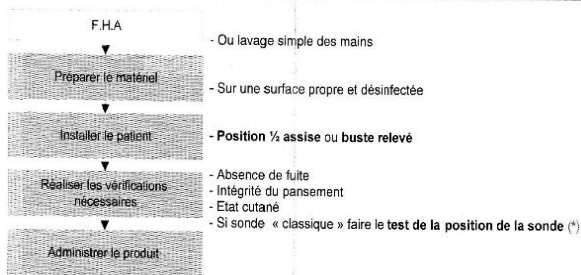 F.H.A
- Ou lavage simple des mains
Préparer le matériel
- Sur une surface propre et désinfectée
Installer le patient
- Position ½ assise ou buste relevé
Réaliser les vérifications
nécessaires
- Absence de fuite
- Intégrité du pansement
- Etat cutané
- Si sonde « classique » faire le test de la position de la sonde (*)
Administrer le produit